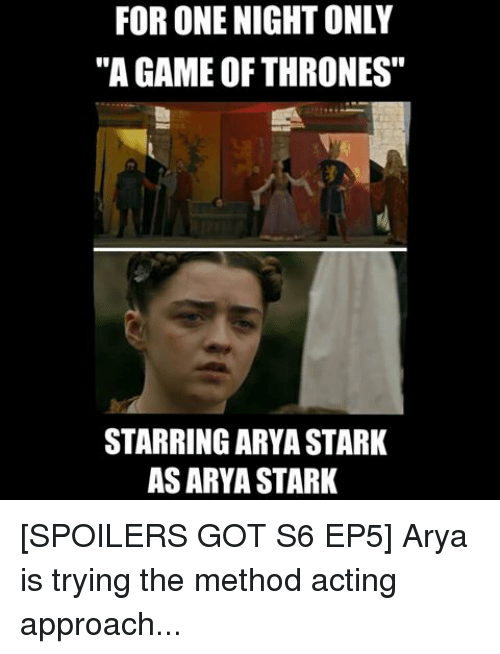 FOR ONE NIGHT ONLY
"A GAME OF THRONES"
STARRING ARYA STARK
AS ARYA STARK
[SPOILERS GOT S6 EP5] Arya
is trying the method acting
approach...